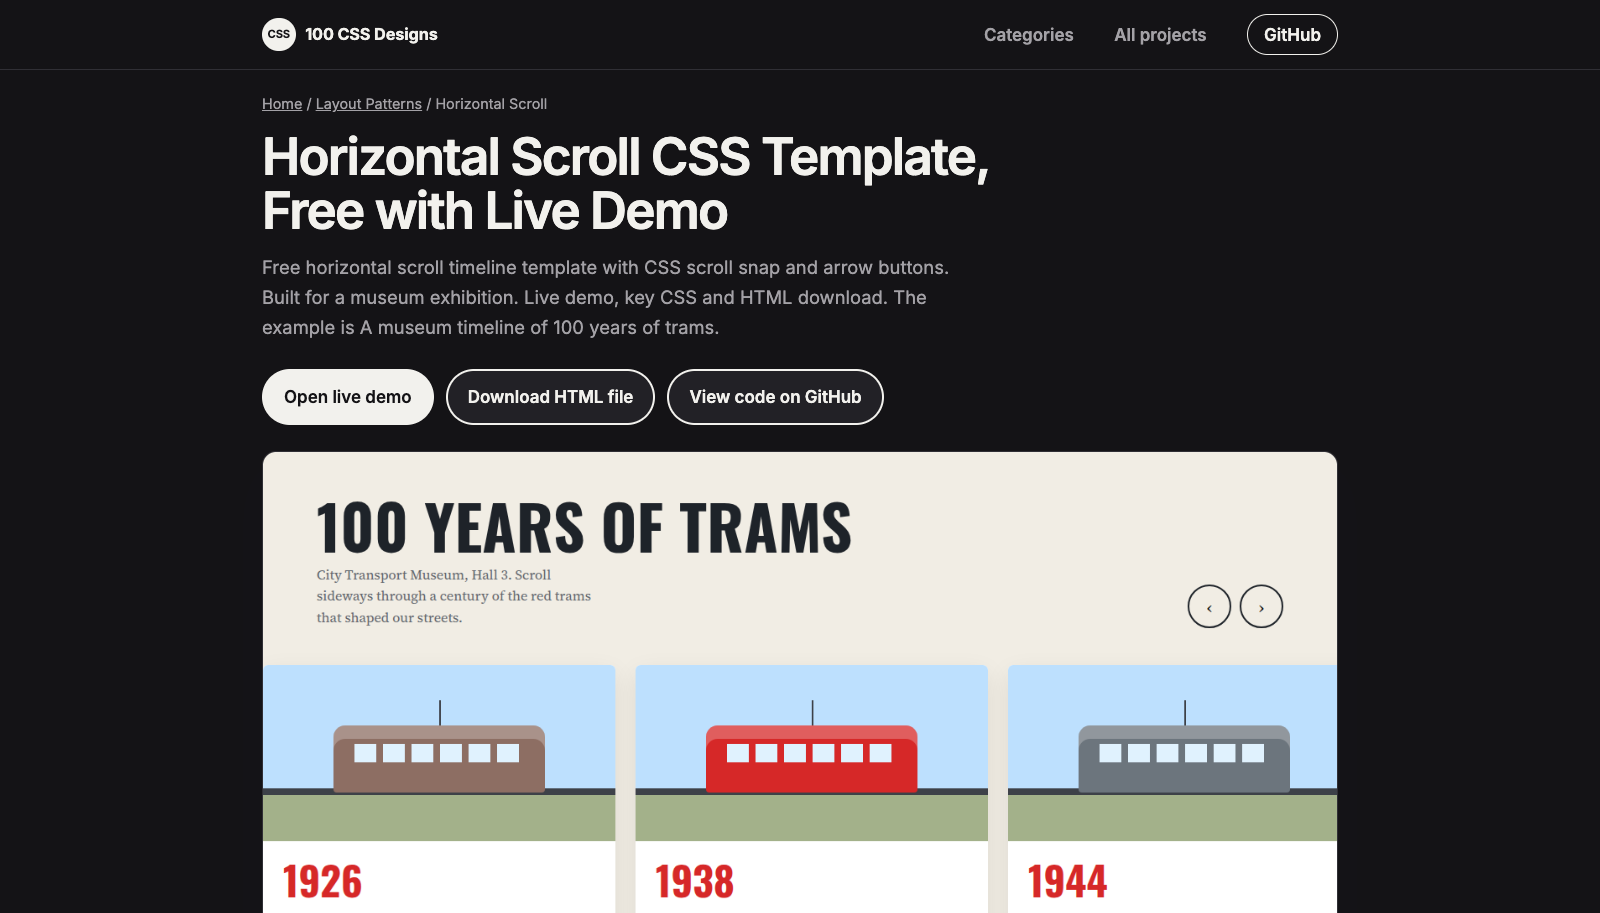 CSS 100 CSS Designs
Categories All projects GitHub
Home / Layout Patterns / Horizontal Scroll
Horizontal Scroll CSS Template,
Free with Live Demo
Free horizontal scroll timeline template with CSS scroll snap and arrow buttons.
Built for a museum exhibition. Live demo, key CSS and HTML download. The
example is A museum timeline of 100 years of trams.
Open live demo Download HTML file View code on GitHub
100 YEARS OF TRAMS
City Transport Museum, Hall 3. Scroll
sideways through a century of the red trams
that shaped our streets.
‹ ›
1926 1938 1944